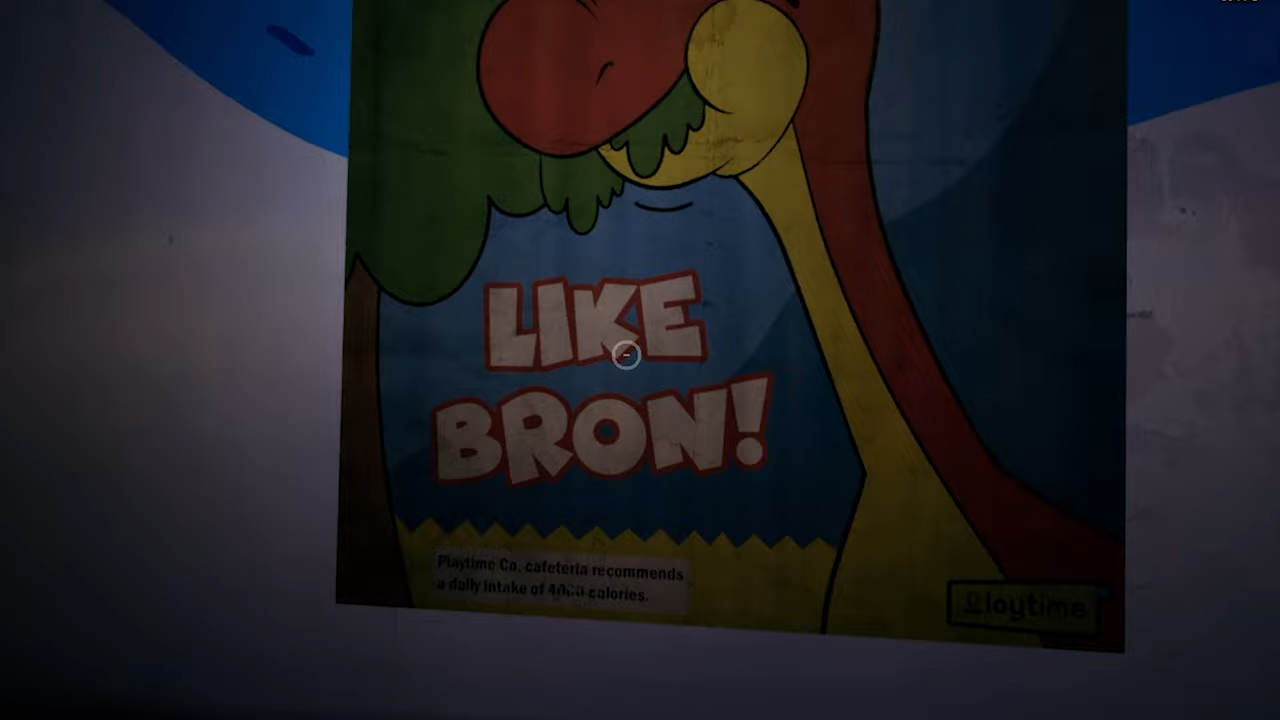 LIKE
BRON!
Playtime Co. cafeteria recommends
a daily intake of calories.
Playtime